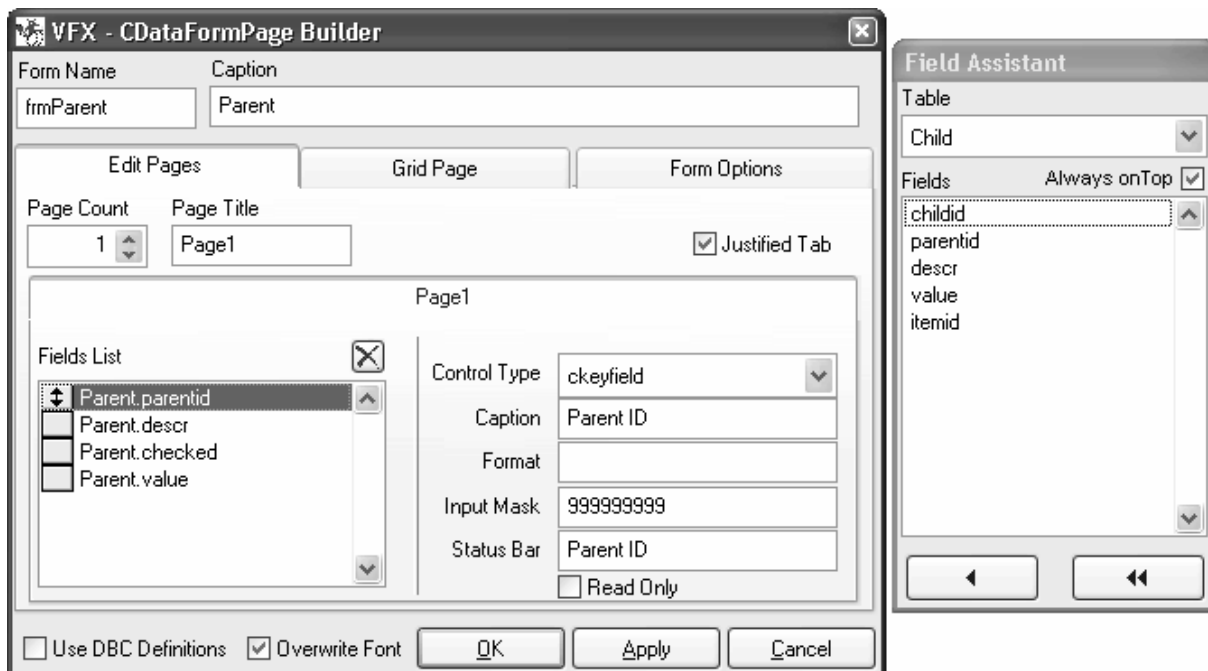 VFX - CDataFormPage Builder
Form Name
Caption
frmParent
Parent
Edit Pages
Grid Page
Form Options
Page Count
Page Title
1
Page1
Justified Tab
Page1
Fields List
Parent.parentid
Parent.descr
Parent.checked
Parent.value
Control Type
ckeyfield
Caption
Parent ID
Format
Input Mask
999999999
Status Bar
Parent ID
Read Only
Use DBC Definitions
Overwrite Font
OK
Apply
Cancel
Field Assistant
Table
Child
Fields
Always onTop
childid
parentid
descr
value
itemid